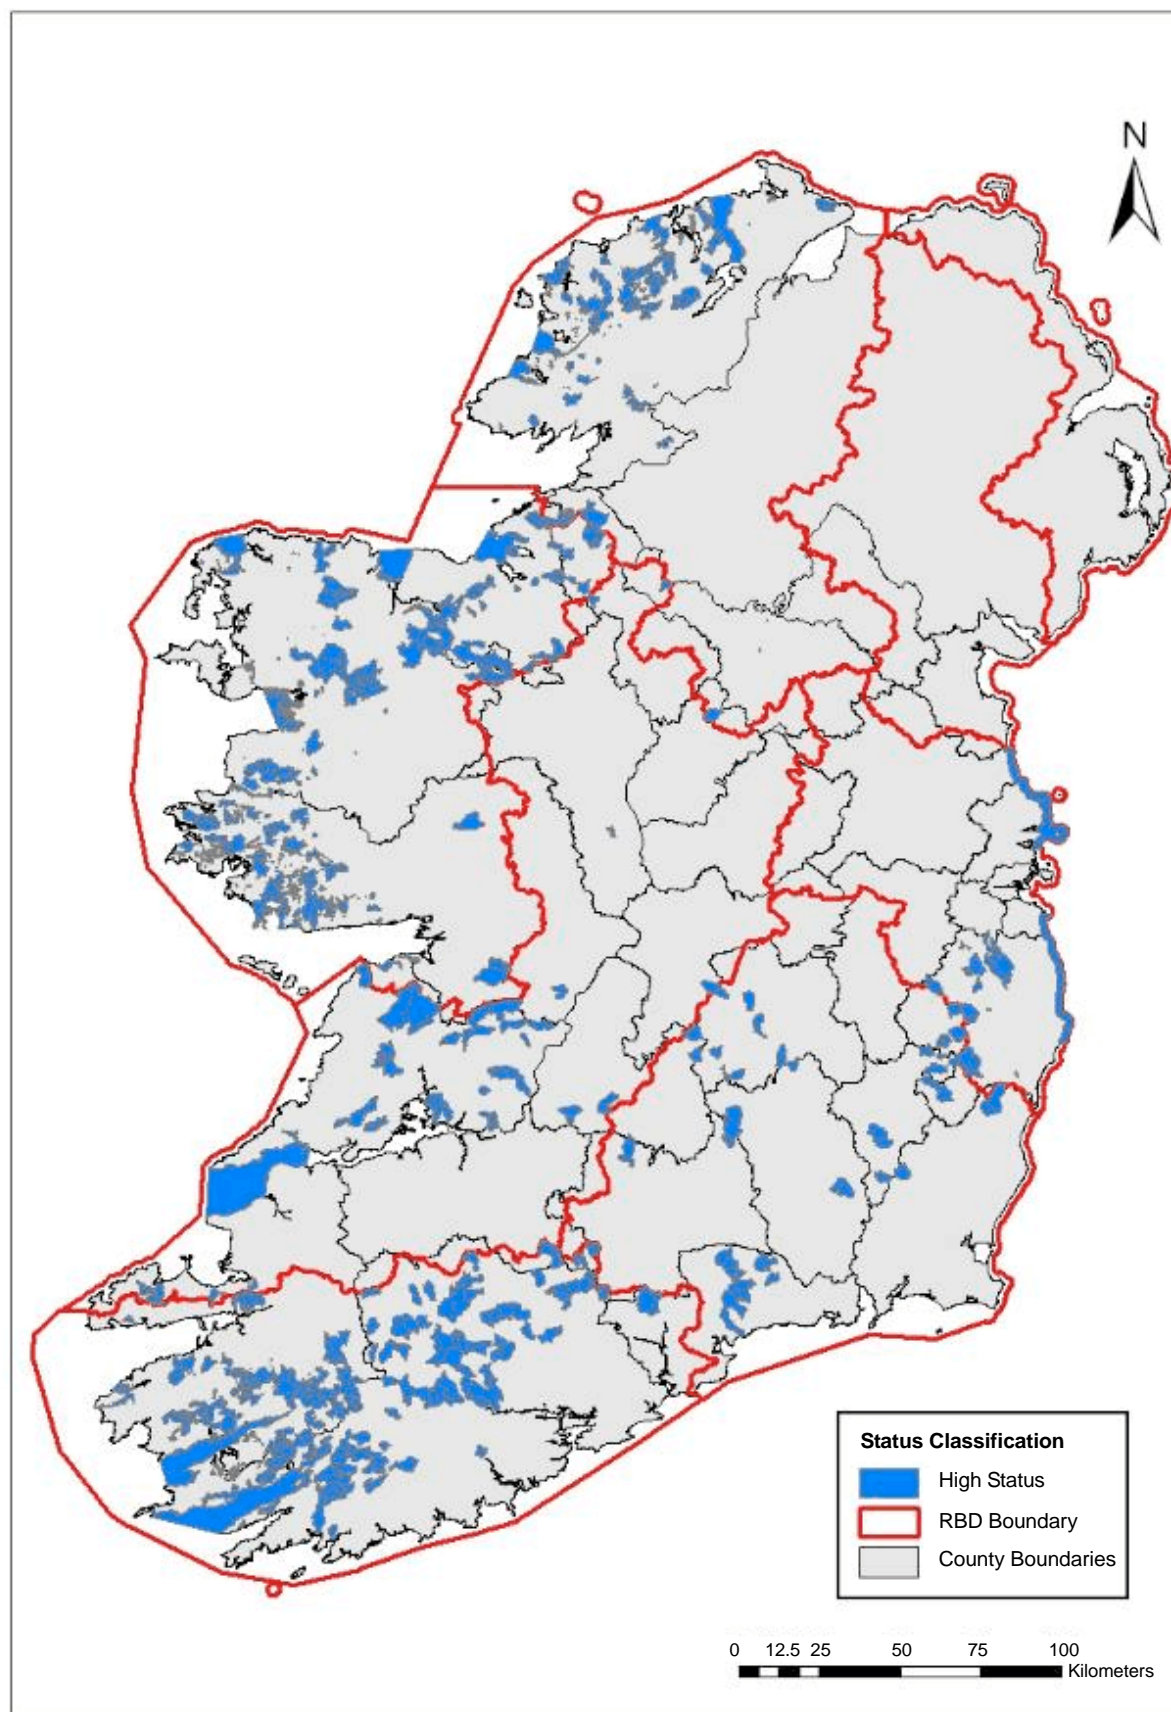 N
Status Classification
High Status
RBD Boundary
County Boundaries
0 12.5 25 50 75 100
Kilometers